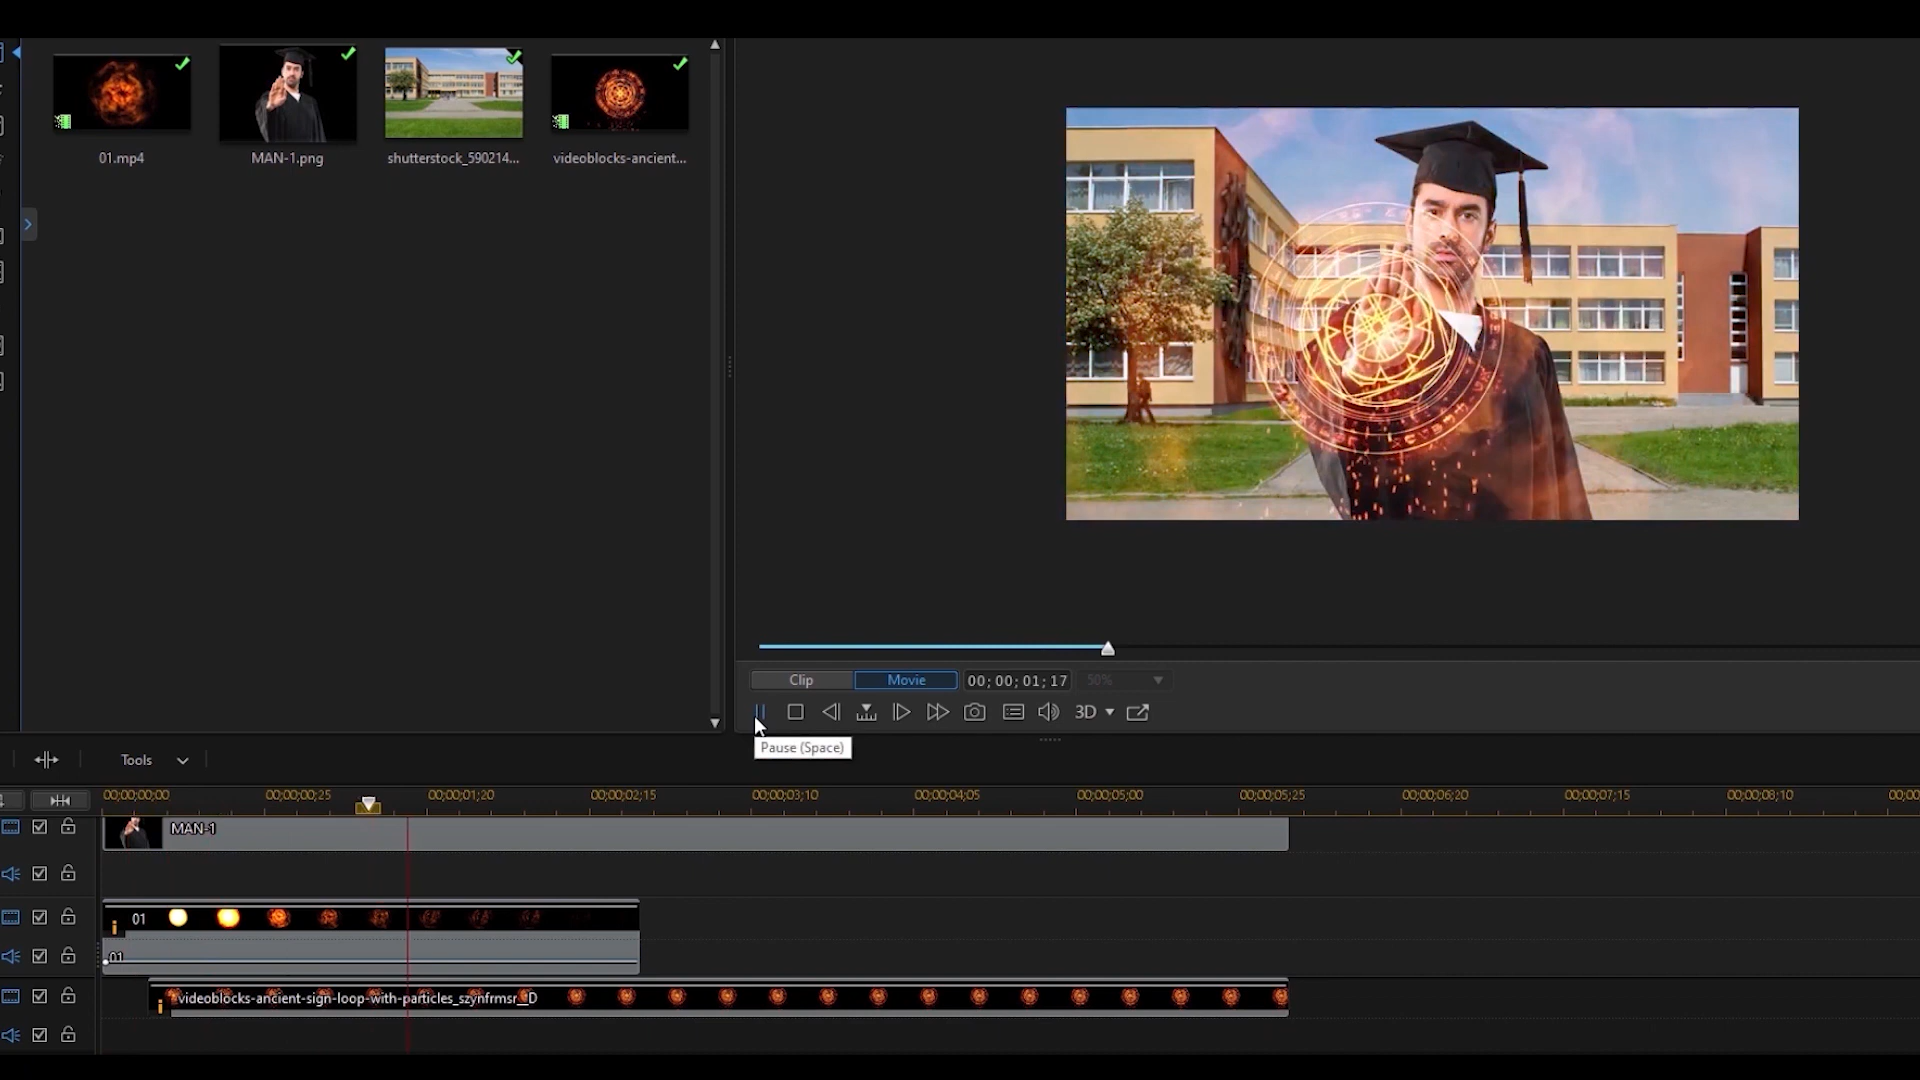 01.mp4
MAN-1.png
shutterstock_590214...
videoblocks-ancient...
Clip
Movie
00; 00; 01; 17
50%
3D
Pause (Space)
Tools
00;00;00;00
00;00;00;25
00;00;01;20
00;00;02;15
00;00;03;10
00;00;04;05
00;00;05;00
00;00;05;25
00;00;06;20
00;00;07;15
00;00;08;10
00;00
MAN-1
01
01
videoblocks-ancient-sign-loop-with-particles_szynfrmsr__D